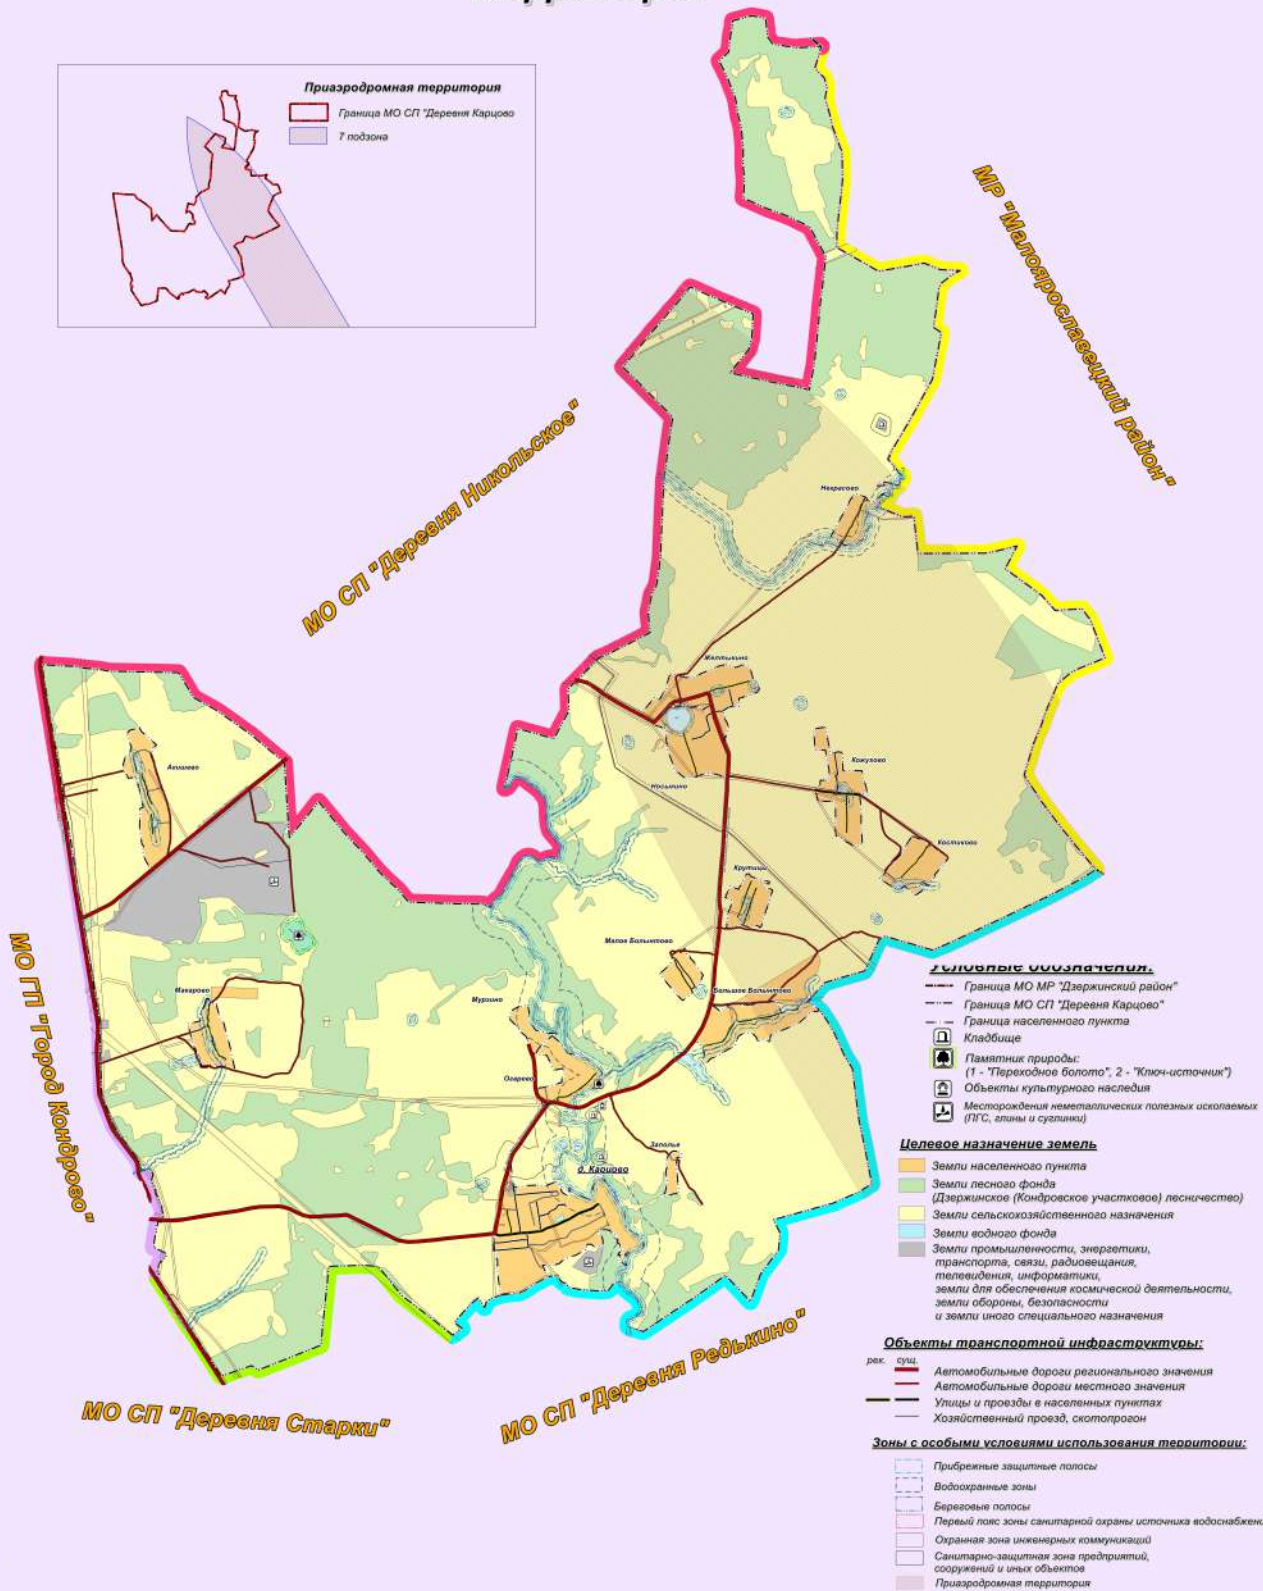 Приаэродромная территория
Граница МО СП "Деревня Карцово
7 подзона
МР "Малоярославецкий район"
МО СП "Деревня Никольское"
Некрасово
Желтыкино
Акишево
Кожухово
Носыкино
Костиково
Крутицы
Малое Болынтово
Большое Болынтово
Макарово
Мурошно
МО ГП "Город Кондрово"
Огарево
Заполье
д. Карцово
МО СП "Деревня Старки"
МО СП "Деревня Редькино"
Условные обозначения:
Граница МО МР "Дзержинский район"
Граница МО СП "Деревня Карцово"
Граница населенного пункта
Кладбище
Памятник природы:
(1 - "Переходное болото", 2 - "Ключ-источник")
Объекты культурного наследия
Месторождения неметаллических полезных ископаемых
(ПГС, глины и суглинки)
Целевое назначение земель
Земли населенного пункта
Земли лесного фонда
(Дзержинское (Кондровское участковое) лесничество)
Земли сельскохозяйственного назначения
Земли водного фонда
Земли промышленности, энергетики,
транспорта, связи, радиовещания,
телевидения, информатики,
земли для обеспечения космической деятельности,
земли обороны, безопасности
и земли иного специального назначения
Объекты транспортной инфраструктуры:
рек. сущ.
Автомобильные дороги регионального значения
Автомобильные дороги местного значения
Улицы и проезды в населенных пунктах
Хозяйственный проезд, скотопрогон
Зоны с особыми условиями использования территории:
Прибрежные защитные полосы
Водоохранные зоны
Береговые полосы
Первый пояс зоны санитарной охраны источника водоснабжен
Охранная зона инженерных коммуникаций
Санитарно-защитная зона предприятий,
сооружений и иных объектов
Приаэродромная территория